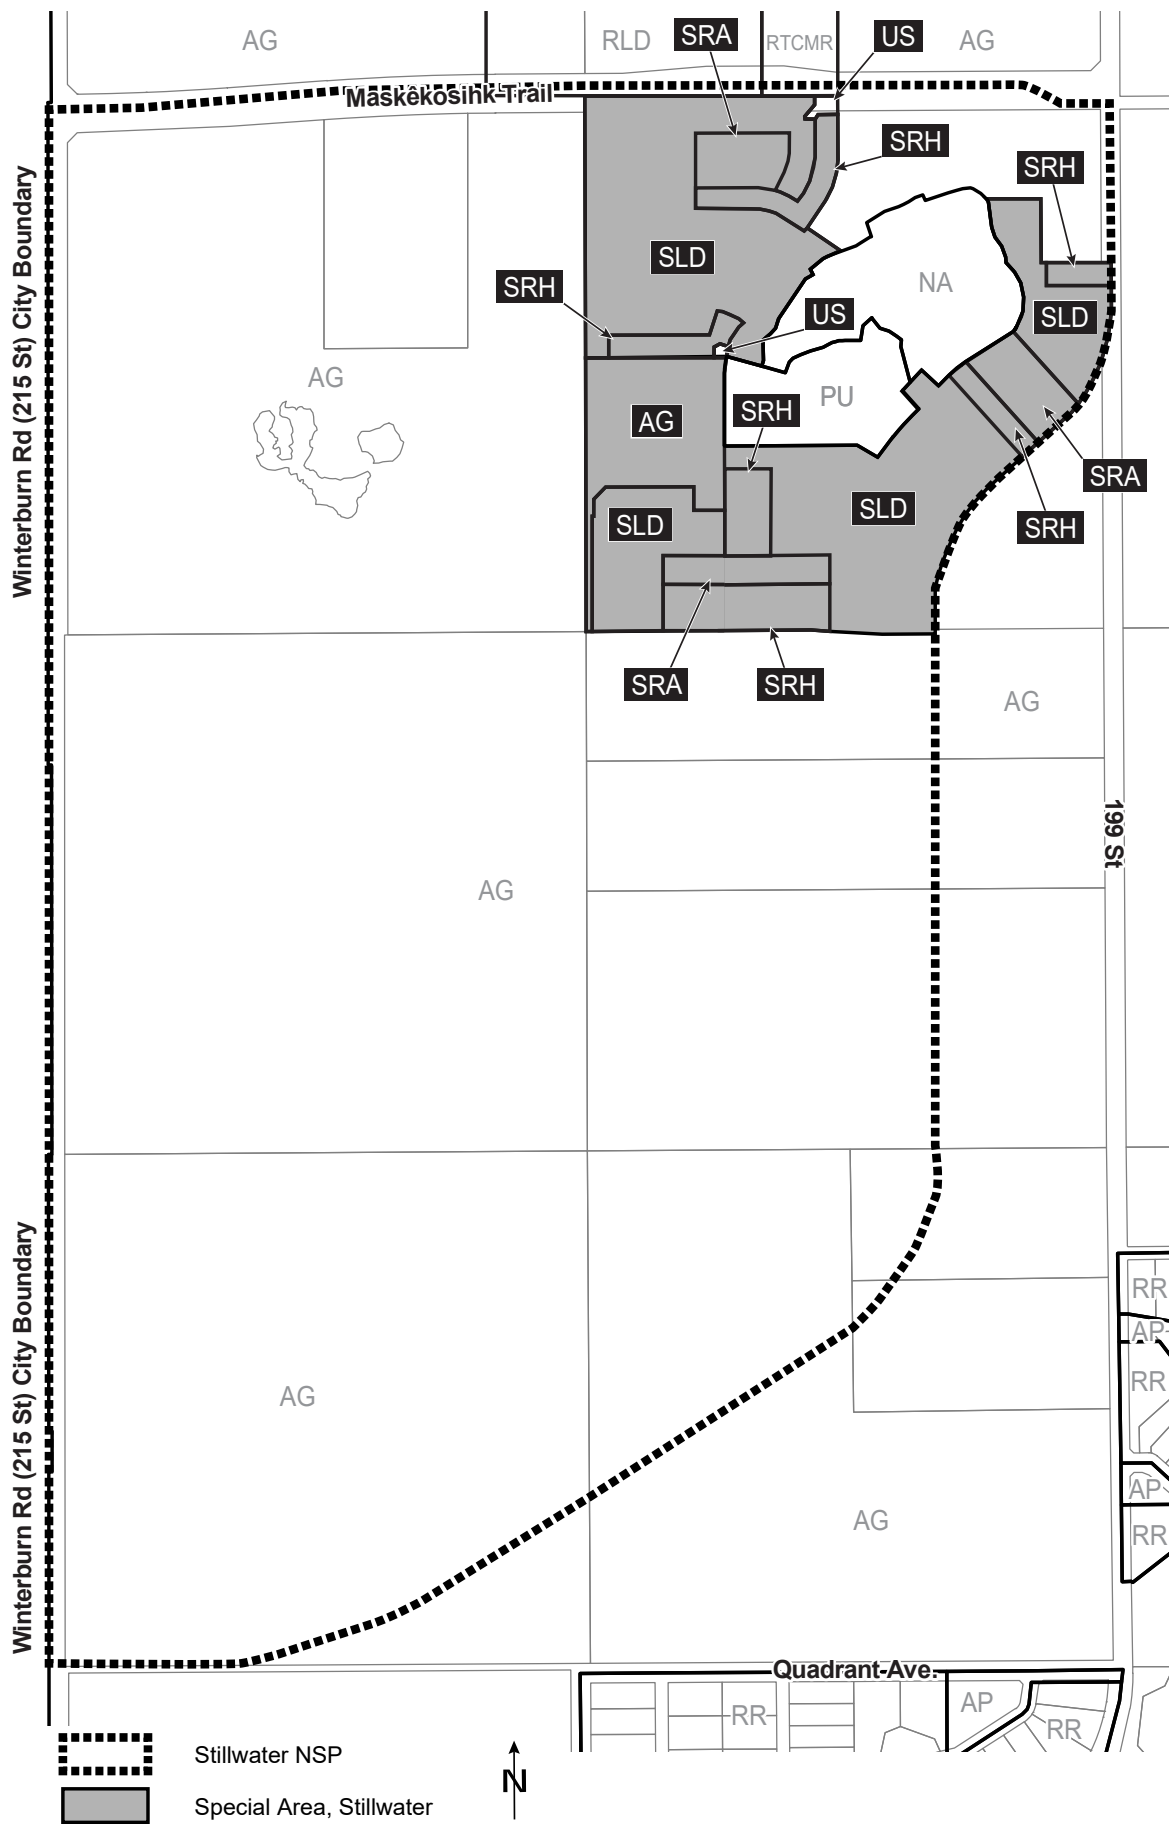 AG
RLD
SRA
RTCMR
US
AG
Maskêkosihk Trail
SRH
SRH
SLD
NA
SRH
US
SLD
Winterburn Rd (215 St) City Boundary
AG
AG
SRH
PU
SRA
SLD
SLD
SRH
SRA
SRH
AG
199 St
AG
Winterburn Rd (215 St) City Boundary
RR
AP
RR
AG
AP
AG
RR
Quadrant Ave.
RR
AP
RR
Stillwater NSP
N
Special Area, Stillwater